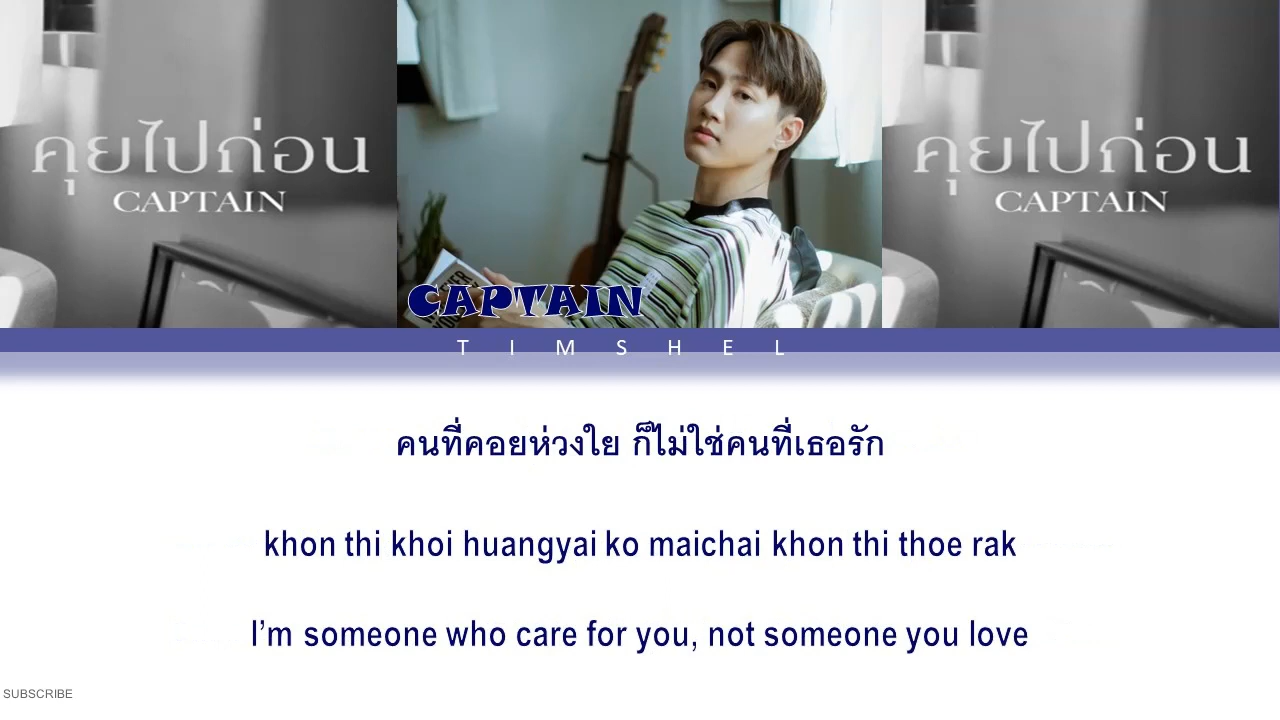 คุยไปก่อน
CAPTAIN
CAPTAIN
คุยไปก่อน
CAPTAIN
TIMSHEL
คนที่คอยห่วงใย ก็ไม่ใช่คนที่เธอรัก
khon thi khoi huangyai ko maichai khon thi thoe rak
I’m someone who care for you, not someone you love
SUBSCRIBE